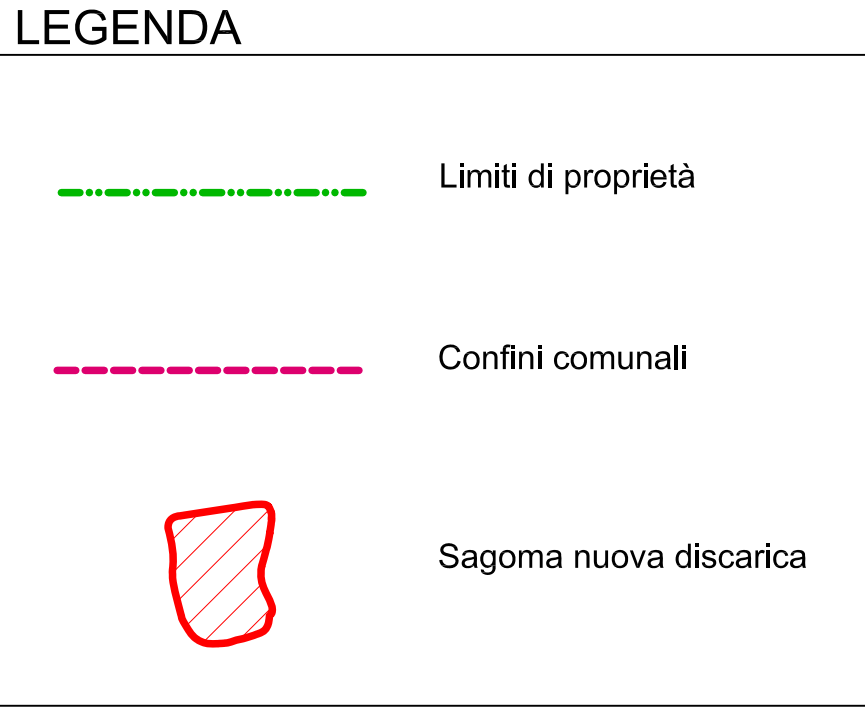 LEGENDA
Limiti di proprietà
Confini comunali
Sagoma nuova discarica